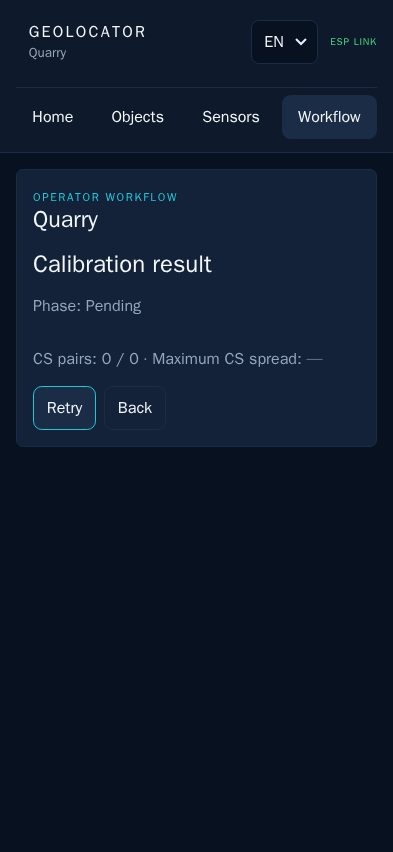 GEOLOCATOR
Quarry
EN
ESP LINK
Home Objects Sensors Workflow
OPERATOR WORKFLOW
Quarry
Calibration result
Phase: Pending
CS pairs: 0 / 0 · Maximum CS spread: —
Retry Back